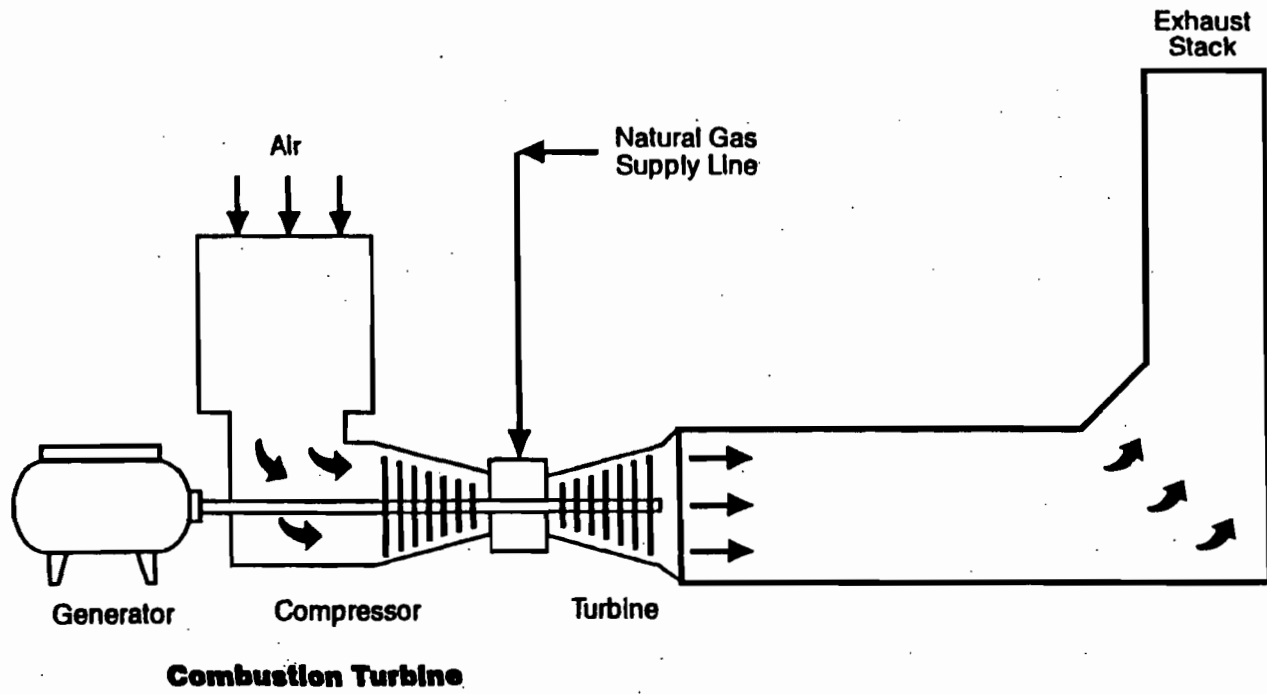 Exhaust
Stack
Air
Natural Gas
Supply Line
Generator
Compressor
Turbine
Combustion Turbine